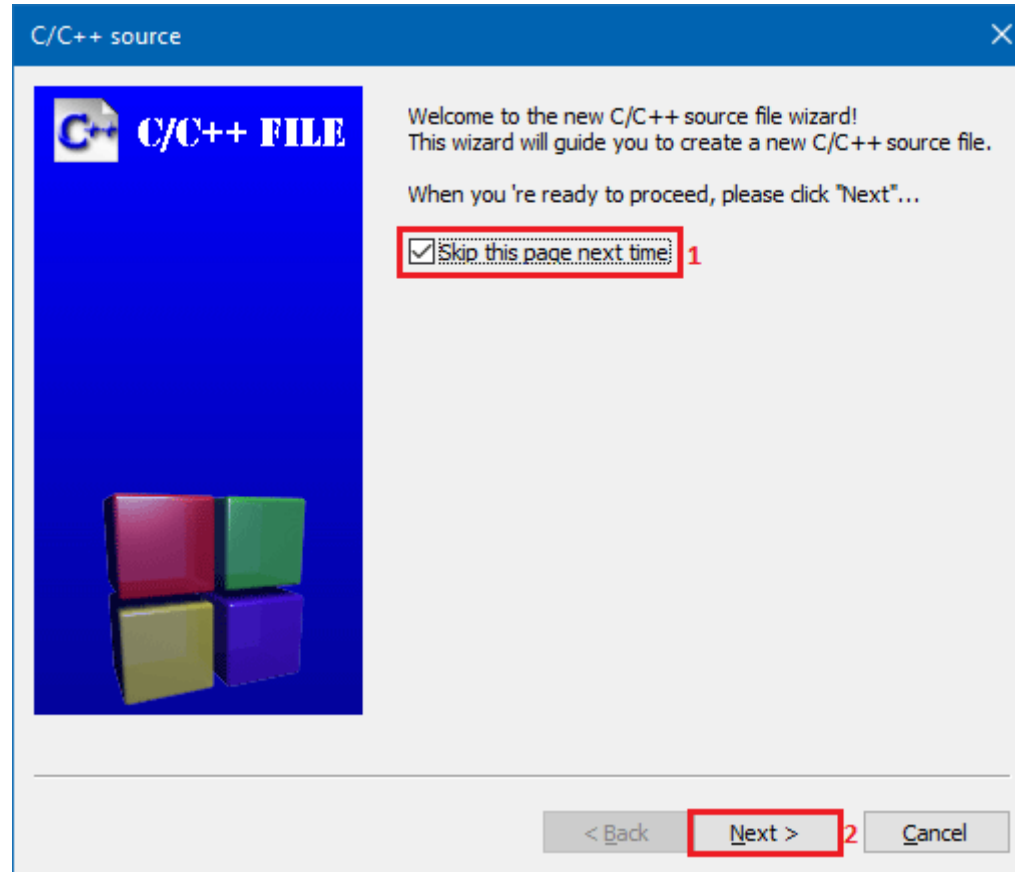 C/C++ source
C++ C/C++ FILE
Welcome to the new C/C++ source file wizard!
This wizard will guide you to create a new C/C++ source file.
When you 're ready to proceed, please click "Next"...
Skip this page next time 1
< Back Next > 2 Cancel